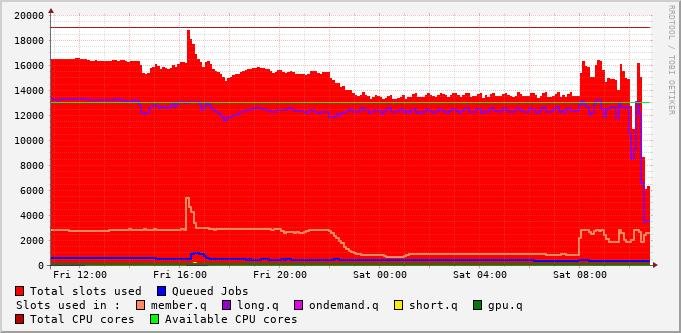 20000
18000
16000
14000
12000
10000
8000
6000
4000
2000
0
Fri 12:00 Fri 16:00 Fri 20:00 Sat 00:00 Sat 04:00 Sat 08:00
RRDTOOL / TOBI OETIKER
Total slots used Queued Jobs
Slots used in : member.q long.q ondemand.q short.q gpu.q
Total CPU cores Available CPU cores